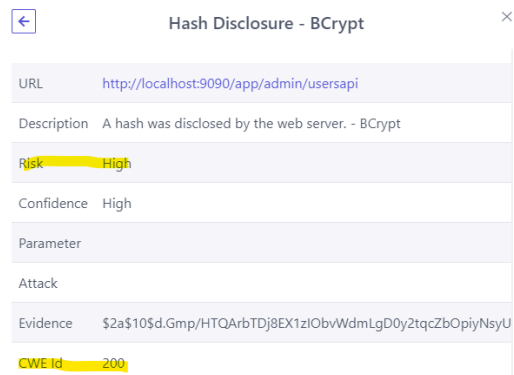 Hash Disclosure - BCrypt
URL http://localhost:9090/app/admin/usersapi
Description A hash was disclosed by the web server. - BCrypt
Risk High
Confidence High
Parameter
Attack
Evidence $2a$10$d.Gmp/HTQArbTDj8EX1zIObvWdmLgD0y2tqcZbOpiyNsyU
CWE Id 200